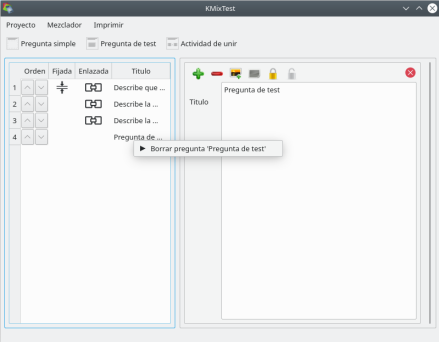 KMixTest
Proyecto Mezclador Imprimir
Pregunta simple Pregunta de test Actividad de unir
Orden Fijada Enlazada Titulo
1 Describe que ...
2 Describe la ...
3 Describe la ...
4 Pregunta de ...
Borrar pregunta 'Pregunta de test'
Titulo
Pregunta de test